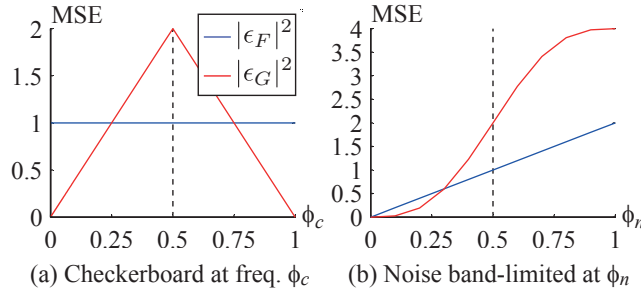 MSE
2
1.5
1
0.5
0
0 0.25 0.5 0.75 1
ϕ_c
|ϵ_F|²
|ϵ_G|²
(a) Checkerboard at freq. ϕ_c
MSE
4
3.5
3
2.5
2
1.5
1
0.5
0
0 0.25 0.5 0.75 1
ϕ_n
(b) Noise band-limited at ϕ_n